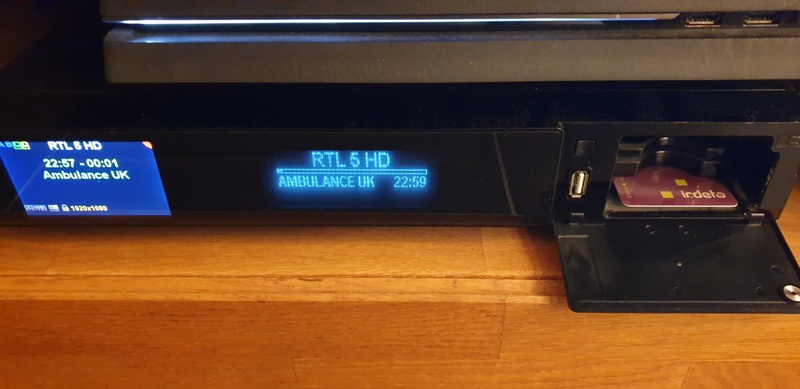 RTL 5 HD
22:57 - 00:01
Ambulance UK
1920x1080
RTL 5 HD
AMBULANCE UK 22:59
irdeto